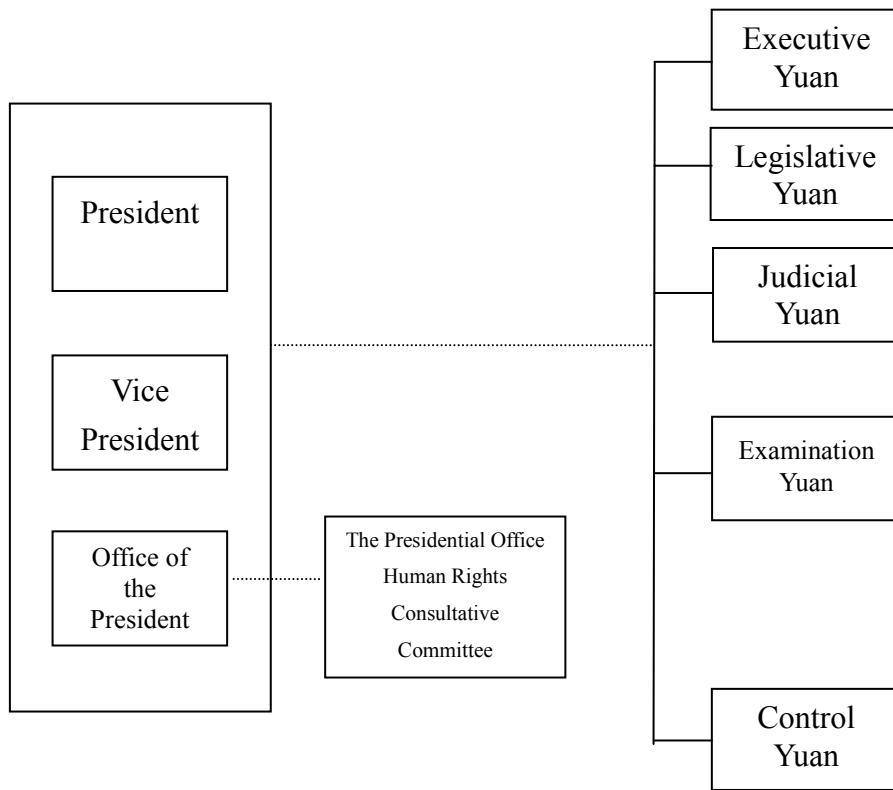 President
Vice
President
Office of
the
President
The Presidential Office
Human Rights
Consultative
Committee
Executive
Yuan
Legislative
Yuan
Judicial
Yuan
Examination
Yuan
Control
Yuan